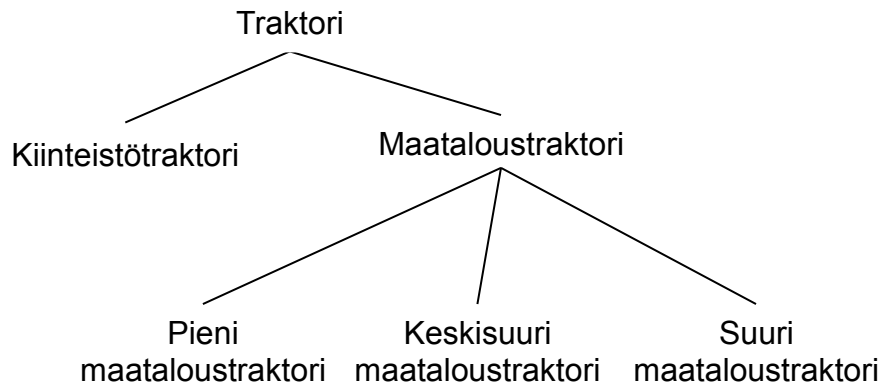 Traktori
Kiinteistötraktori
Maataloustraktori
Pieni
maataloustraktori
Keskisuuri
maataloustraktori
Suuri
maataloustraktori